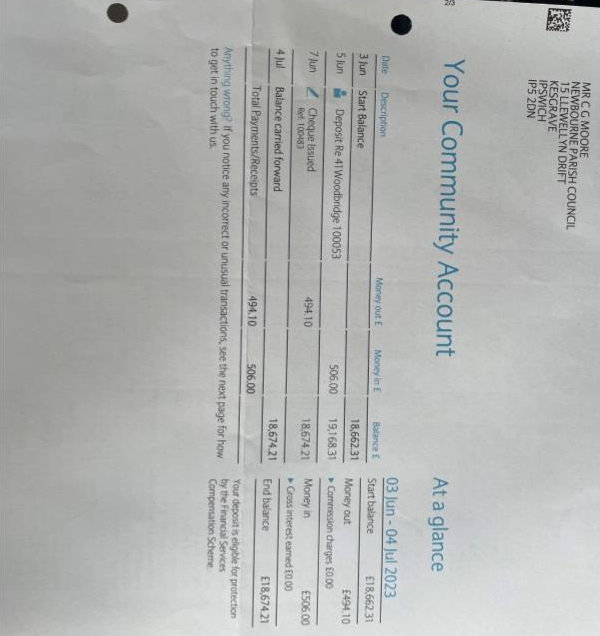 2/3
MR C G MOORE
NEWBOURNE PARISH COUNCIL
15 LLEWELLYN DRIFT
KESGRAVE
IPSWICH
IP5 2DN
Your Community Account
Date Description Money out £ Money in £ Balance £
3 Jun Start Balance 18,662.31
5 Jun Deposit Re 41 Woodbridge 100053 506.00 19,168.31
7 Jun Cheque Issued 494.10 18,674.21
Ref: 100483
4 Jul Balance carried forward 18,674.21
Total Payments/Receipts 494.10 506.00
Anything wrong? If you notice any incorrect or unusual transactions, see the next page for how
to get in touch with us.
At a glance
03 Jun - 04 Jul 2023
Start balance £18,662.31
Money out £494.10
▸ Commission charges £0.00
Money in £506.00
▸ Gross interest earned £0.00
End balance £18,674.21
Your deposit is eligible for protection
by the Financial Services
Compensation Scheme.